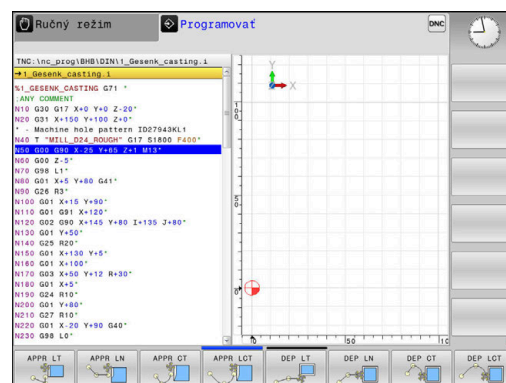 Ručný režim
Programovať
DNC
TNC:\nc_prog\BHB\DIN\1_Gesenk_casting.i
→1_Gesenk_casting.i
%1_GESENK_CASTING G71 *
;ANY COMMENT
N10 G30 G17 X+0 Y+0 Z-20*
N20 G31 X+150 Y+100 Z+0*
* - Machine hole pattern ID27943KL1
N40 T "MILL_D24_ROUGH" G17 S1800 F400*
N50 G00 G90 X-25 Y+85 Z+1 M13*
N60 G00 Z-5*
N70 G98 L1*
N80 G01 X+5 Y+80 G41*
N90 G26 R3*
N100 G01 X+15 Y+90*
N110 G01 G91 X+120*
N120 G02 G90 X+145 Y+80 I+135 J+80*
N130 G01 Y+50*
N140 G25 R20*
N150 G01 X+130 Y+5*
N160 G01 X+100*
N170 G03 X+50 Y+12 R+30*
N180 G01 X+5*
N190 G24 R10*
N200 G01 Y+80*
N210 G27 R10*
N220 G01 X-20 Y+90 G40*
N230 G98 L0*
Y
X
100
50
0
0
50
10
APPR LT
APPR LN
APPR CT
APPR LCT
DEP LT
DEP LN
DEP CT
DEP LCT